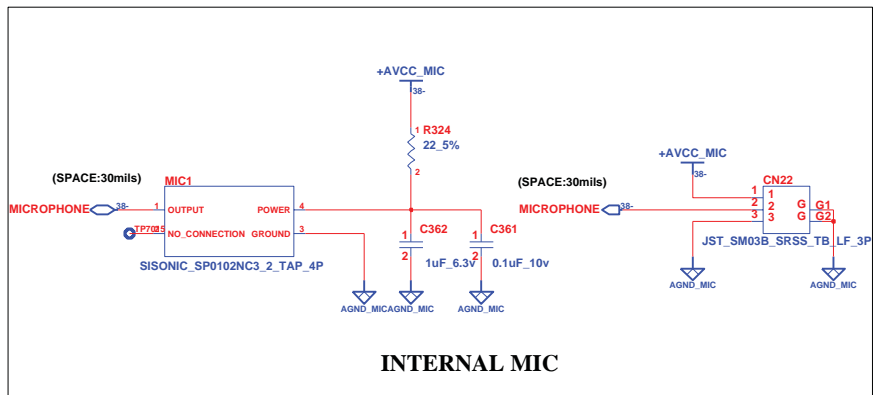 +AVCC_MIC
38-
1
R324
22_5%
2
(SPACE:30mils)
MIC1
MICROPHONE
38-
1
OUTPUT
POWER
4
NO_CONNECTION
GROUND
3
SISONIC_SP0102NC3_2_TAP_4P
C362
1
2
1uF_6.3v
C361
1
2
0.1uF_10v
AGND_MIC
AGND_MIC
AGND_MIC
+AVCC_MIC
38-
(SPACE:30mils)
MICROPHONE
38-
CN22
1
2
3
1
2
3
G
G
G1
G2
JST_SM03B_SRSS_TB_LF_3P
AGND_MIC
AGND_MIC
INTERNAL MIC